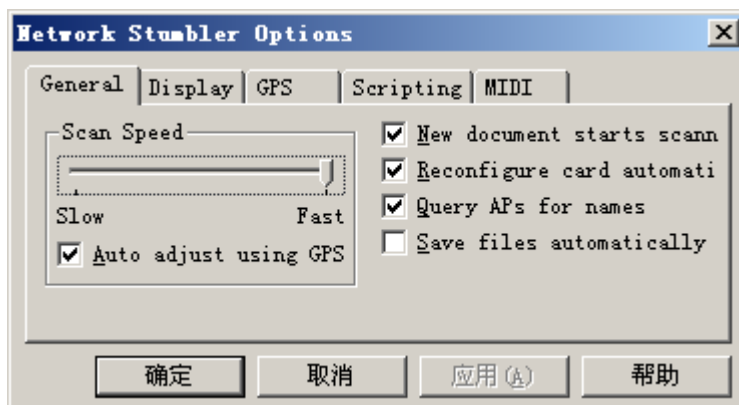 Network Stumbler Options
General Display GPS Scripting MIDI
Scan Speed
Slow Fast
Auto adjust using GPS
New document starts scann
Reconfigure card automati
Query APs for names
Save files automatically
确定 取消 应用(A) 帮助